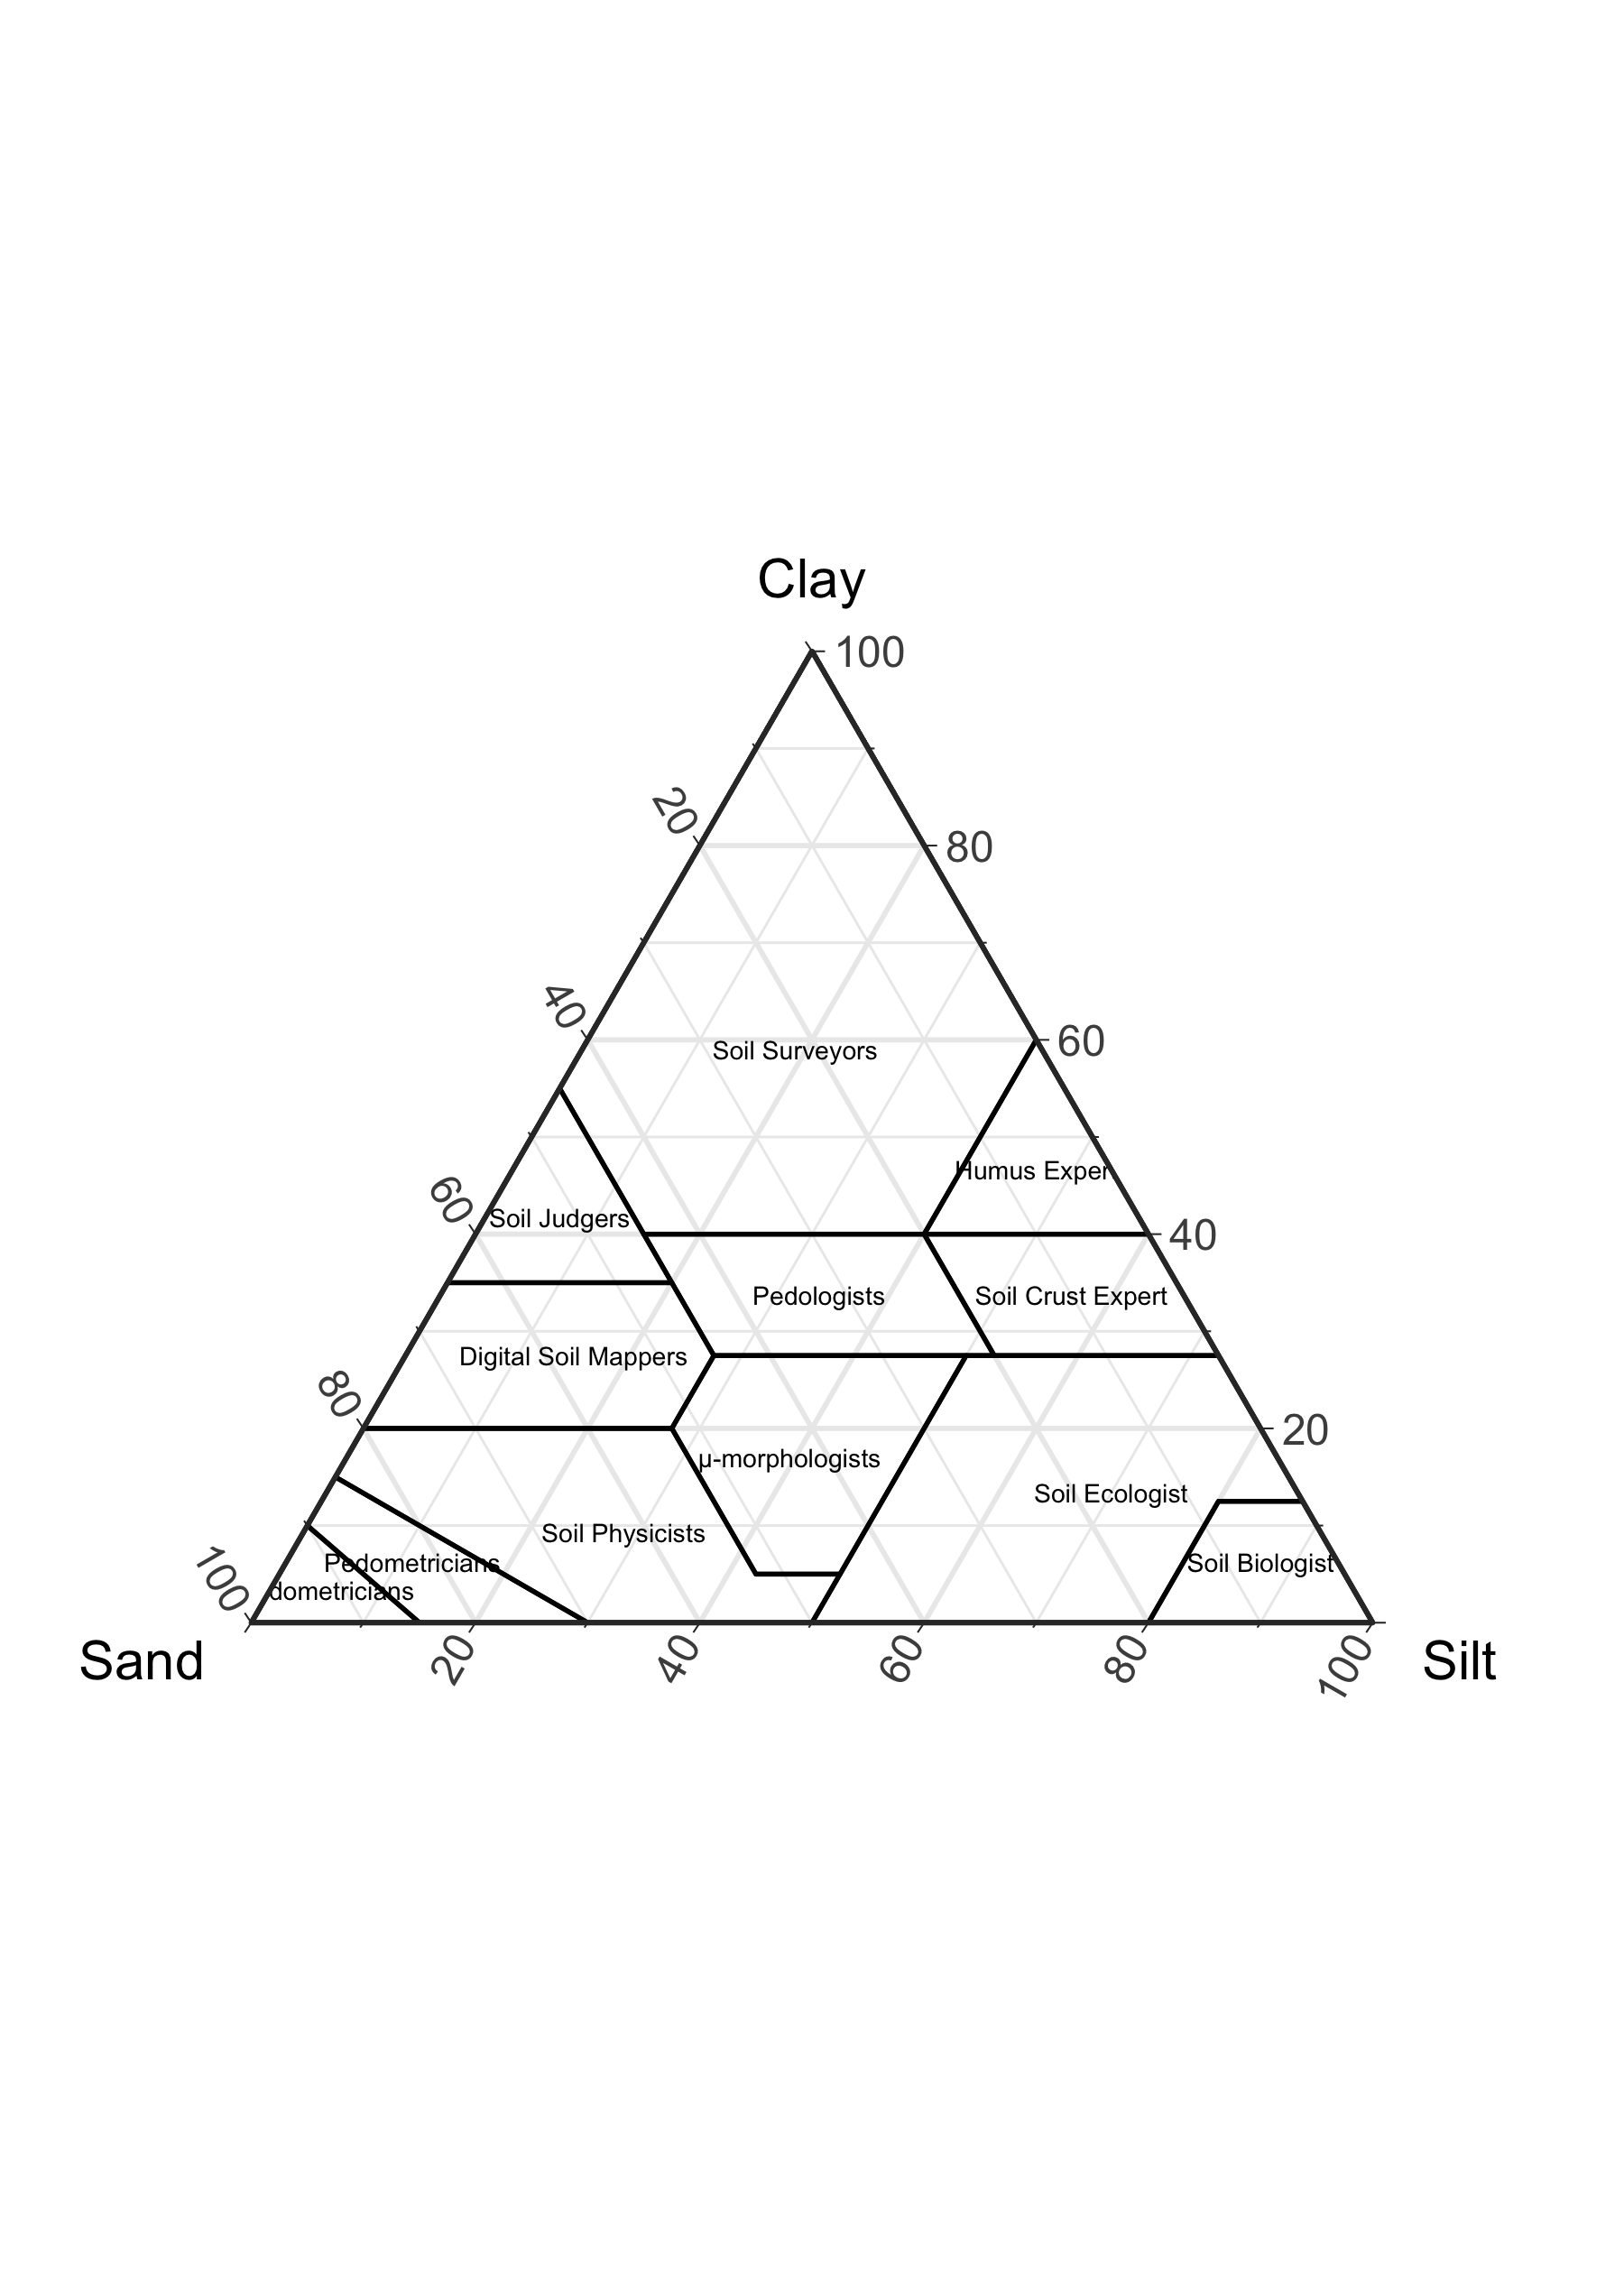 Clay
100
20
80
40
60
Soil Surveyors
Humus Exper
60
Soil Judgers
40
Pedologists
Soil Crust Expert
Digital Soil Mappers
80
20
µ-morphologists
Soil Ecologist
Soil Physicists
100
Pedometricians
Soil Biologist
dometricians
Sand
20
40
60
80
100
Silt